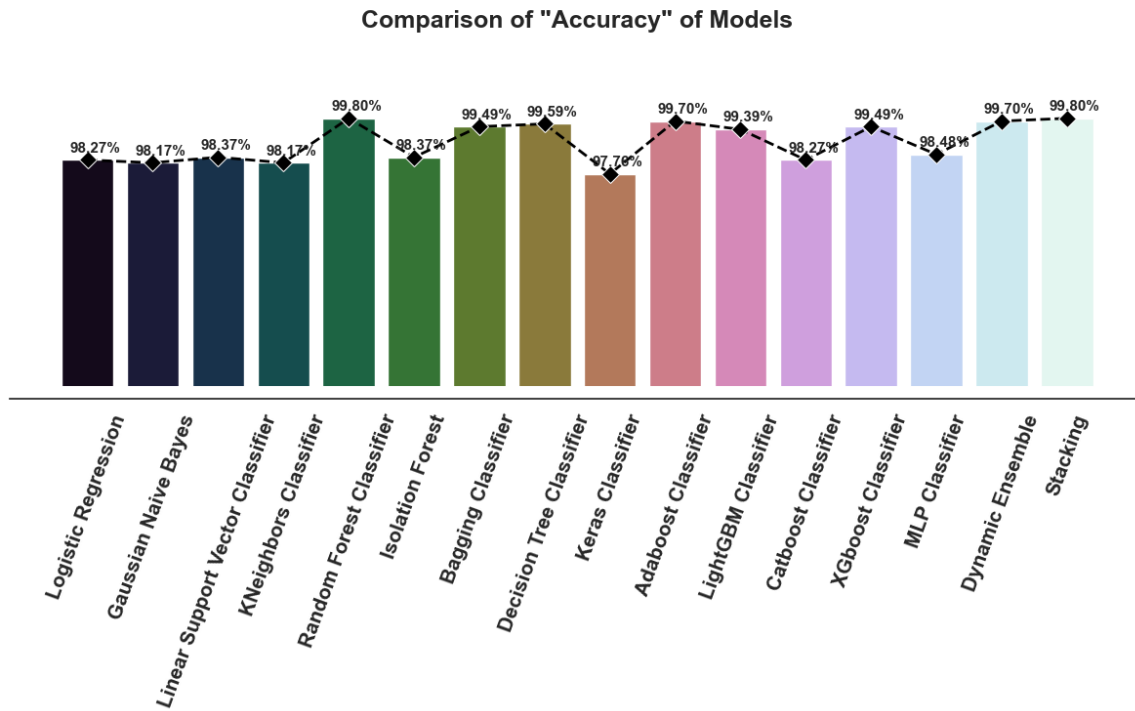 Comparison of "Accuracy" of Models
98.27%
98.17%
98.37%
98.17%
99.80%
98.37%
99.49%
99.59%
97.70%
99.70%
99.39%
98.27%
99.49%
98.48%
99.70%
99.80%
Logistic Regression
Gaussian Naive Bayes
Linear Support Vector Classifier
KNeighbors Classifier
Random Forest Classifier
Isolation Forest
Bagging Classifier
Decision Tree Classifier
Keras Classifier
Adaboost Classifier
LightGBM Classifier
Catboost Classifier
XGboost Classifier
MLP Classifier
Dynamic Ensemble
Stacking